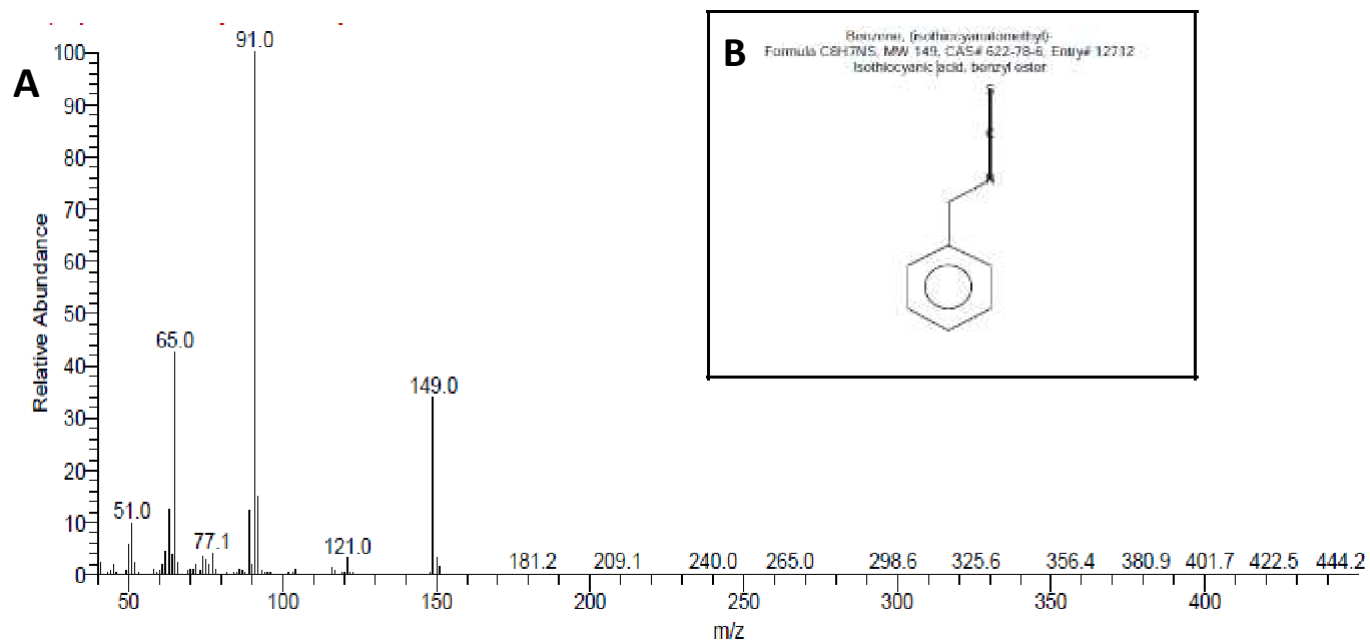 A
Relative Abundance
100
90
80
70
60
50
40
30
20
10
0
91.0
65.0
149.0
51.0
77.1
121.0
181.2 209.1 240.0 265.0 298.6 325.6 356.4 380.9 401.7 422.5 444.2
50 100 150 200 250 300 350 400
m/z
B
Benzene, (isothiocyanatomethyl)-
Formula C8H7NS, MW 149, CAS# 622-78-6, Entry# 12712
Isothiocyanic acid, benzyl ester
S
C
N